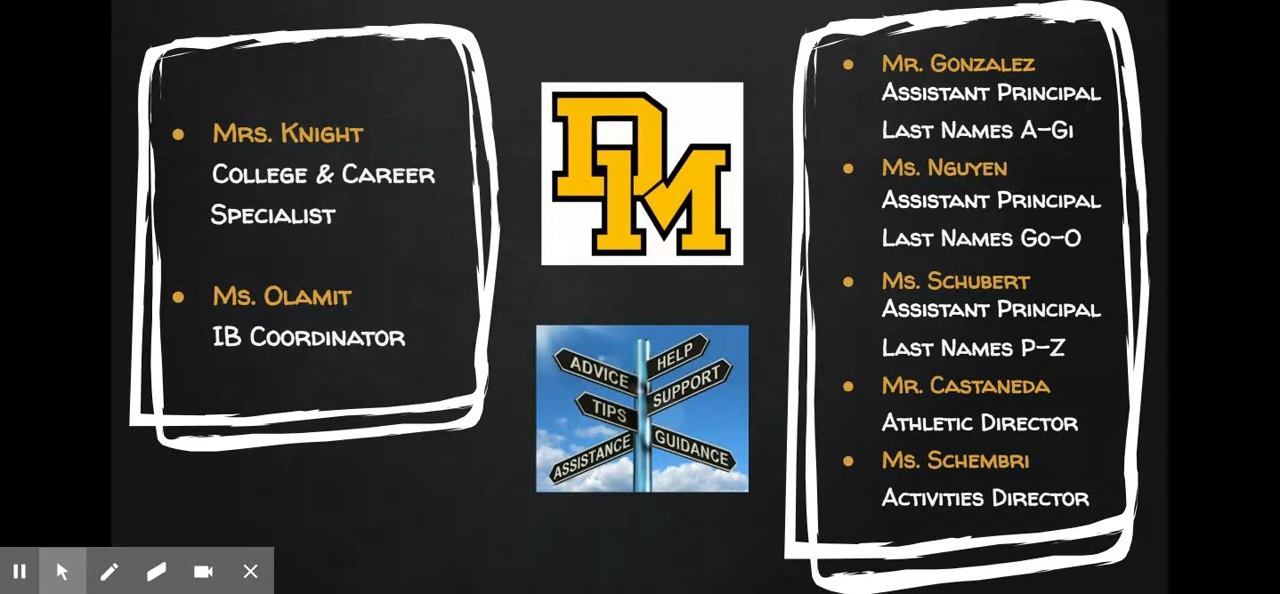 Mrs. Knight
College & Career
Specialist
Ms. Olamit
IB Coordinator
DM
ADVICE
HELP
SUPPORT
TIPS
ASSISTANCE
GUIDANCE
Mr. Gonzalez
Assistant Principal
Last Names A-Gi
Ms. Nguyen
Assistant Principal
Last Names Go-O
Ms. Schubert
Assistant Principal
Last Names P-Z
Mr. Castaneda
Athletic Director
Ms. Schembri
Activities Director